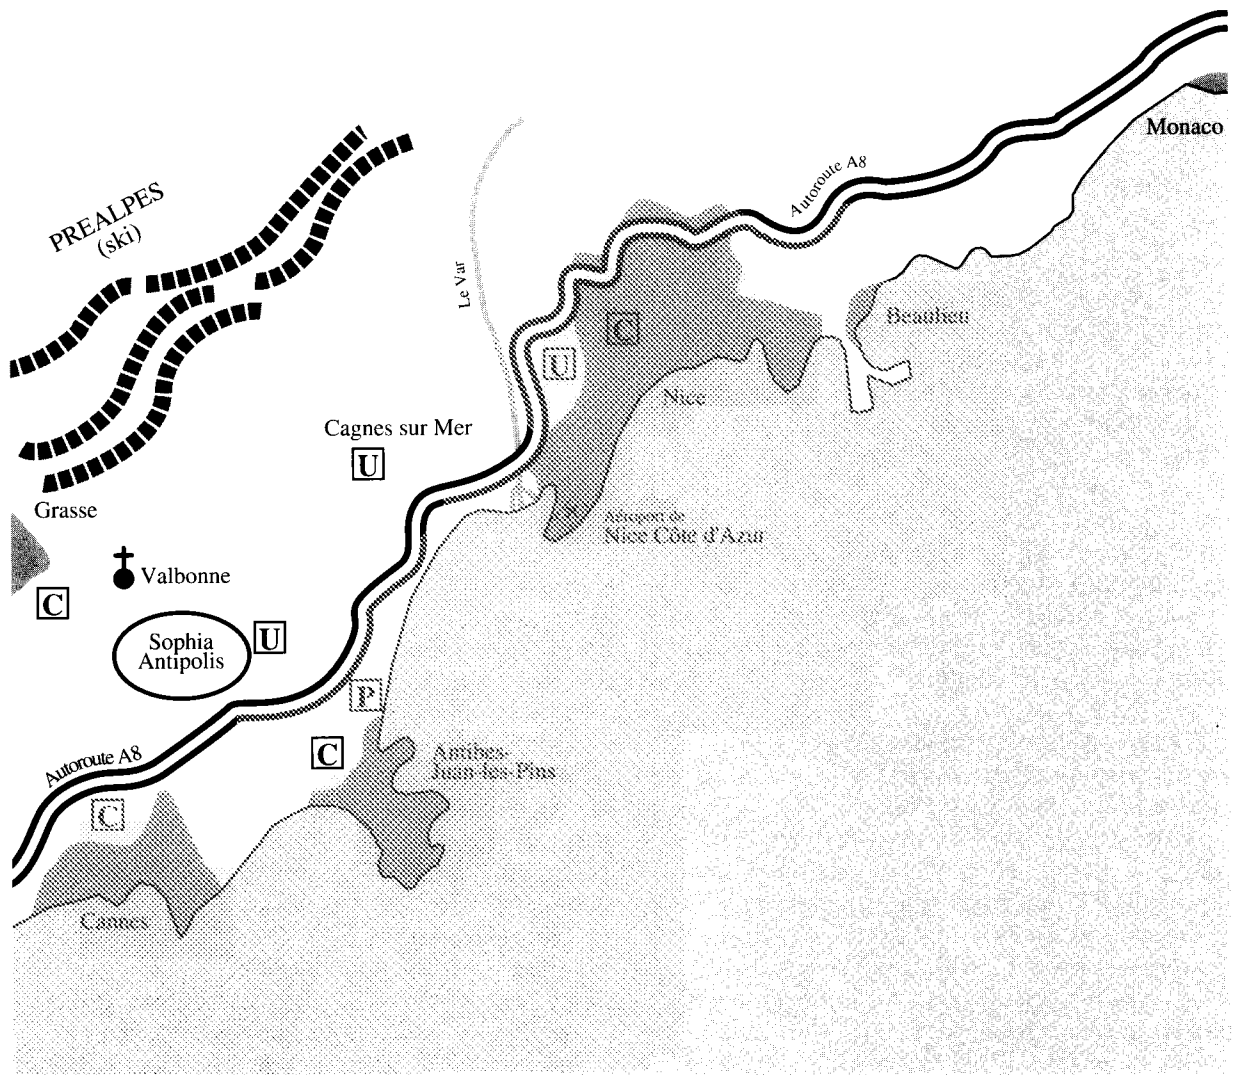 Monaco
Autoroute A8
PREALPES
(ski)
Le Var
Beaulieu
C
U
Nice
Cagnes sur Mer
U
Grasse
Aéroport de
Nice Côte d'Azur
Valbonne
C
Sophia
Antipolis
U
P
C
Antibes-
Juan-les-Pins
Autoroute A8
C
Cannes